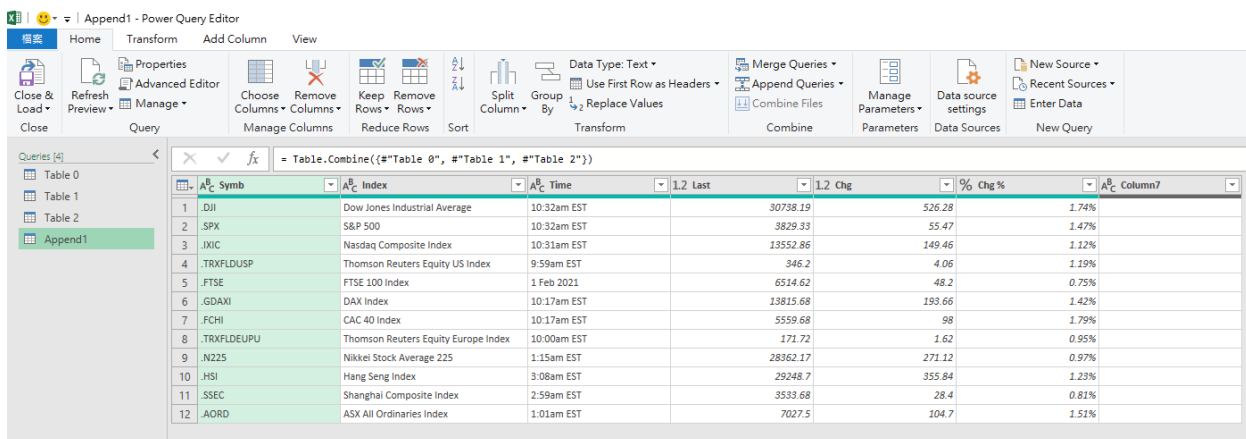 Append1 - Power Query Editor
檔案 Home Transform Add Column View
Close & Load
Close
Refresh Preview
Properties
Advanced Editor
Manage
Query
Choose Columns
Remove Columns
Manage Columns
Keep Rows
Remove Rows
Reduce Rows
Sort
Split Column
Group By
Data Type: Text
Use First Row as Headers
Replace Values
Transform
Merge Queries
Append Queries
Combine Files
Combine
Manage Parameters
Parameters
Data source settings
Data Sources
New Source
Recent Sources
Enter Data
New Query
Queries [4]
Table 0
Table 1
Table 2
Append1
fx = Table.Combine({#"Table 0", #"Table 1", #"Table 2"})
ABC Symb ABC Index ABC Time 1.2 Last 1.2 Chg % Chg % ABC Column7
1 .DJI Dow Jones Industrial Average 10:32am EST 30738.19 526.28 1.74%
2 .SPX S&P 500 10:32am EST 3829.33 55.47 1.47%
3 .IXIC Nasdaq Composite Index 10:31am EST 13552.86 149.46 1.12%
4 .TRXFLDUSP Thomson Reuters Equity US Index 9:59am EST 346.2 4.06 1.19%
5 .FTSE FTSE 100 Index 1 Feb 2021 6514.62 48.2 0.75%
6 .GDAXI DAX Index 10:17am EST 13815.68 193.66 1.42%
7 .FCHI CAC 40 Index 10:17am EST 5559.68 98 1.79%
8 .TRXFLDEUPU Thomson Reuters Equity Europe Index 10:00am EST 171.72 1.62 0.95%
9 .N225 Nikkei Stock Average 225 1:15am EST 28362.17 271.12 0.97%
10 .HSI Hang Seng Index 3:08am EST 29248.7 355.84 1.23%
11 .SSEC Shanghai Composite Index 2:59am EST 3533.68 28.4 0.81%
12 .AORD ASX All Ordinaries Index 1:01am EST 7027.5 104.7 1.51%